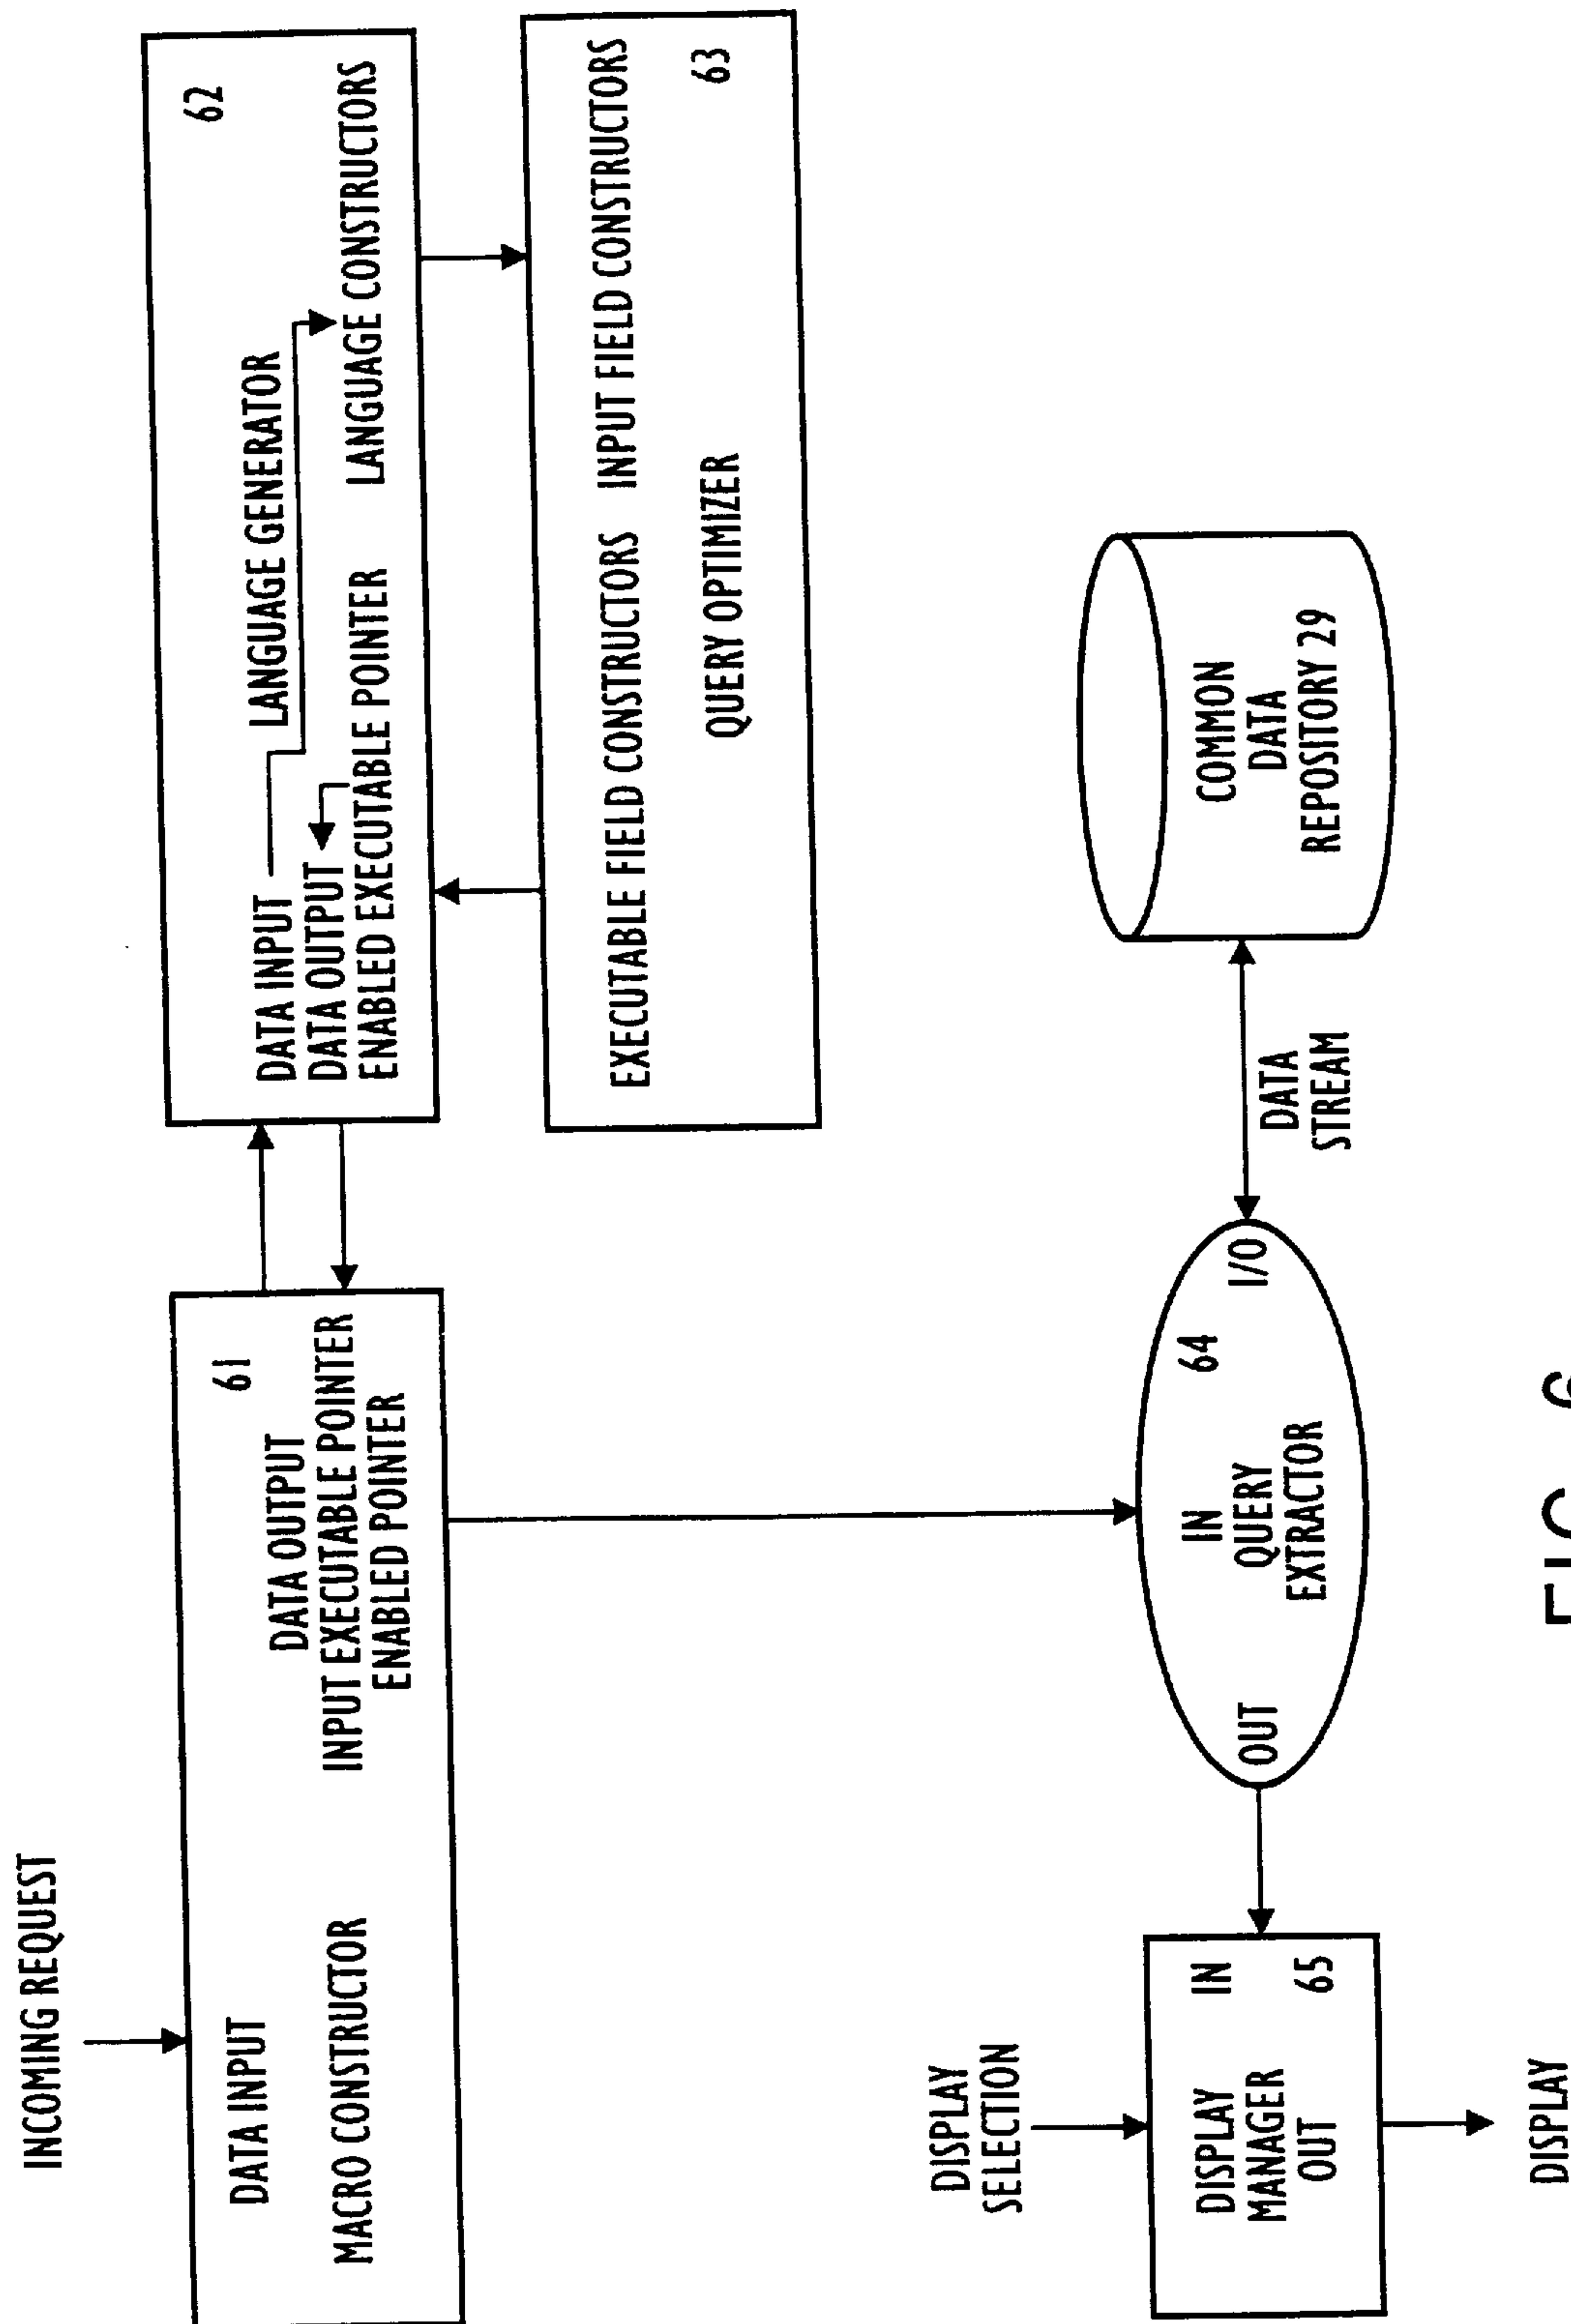 INCOMING REQUEST
DATA INPUT
61
DATA OUTPUT
INPUT EXECUTABLE POINTER
ENABLED POINTER
MACRO CONSTRUCTOR
62
LANGUAGE GENERATOR
DATA INPUT
DATA OUTPUT
ENABLED EXECUTABLE POINTER
LANGUAGE CONSTRUCTORS
EXECUTABLE FIELD CONSTRUCTORS
INPUT FIELD CONSTRUCTORS
63
QUERY OPTIMIZER
DISPLAY
SELECTION
IN
DISPLAY
MANAGER
OUT
65
DISPLAY
OUT
64
IN
QUERY
EXTRACTOR
I/O
DATA
STREAM
COMMON
DATA
REPOSITORY 29